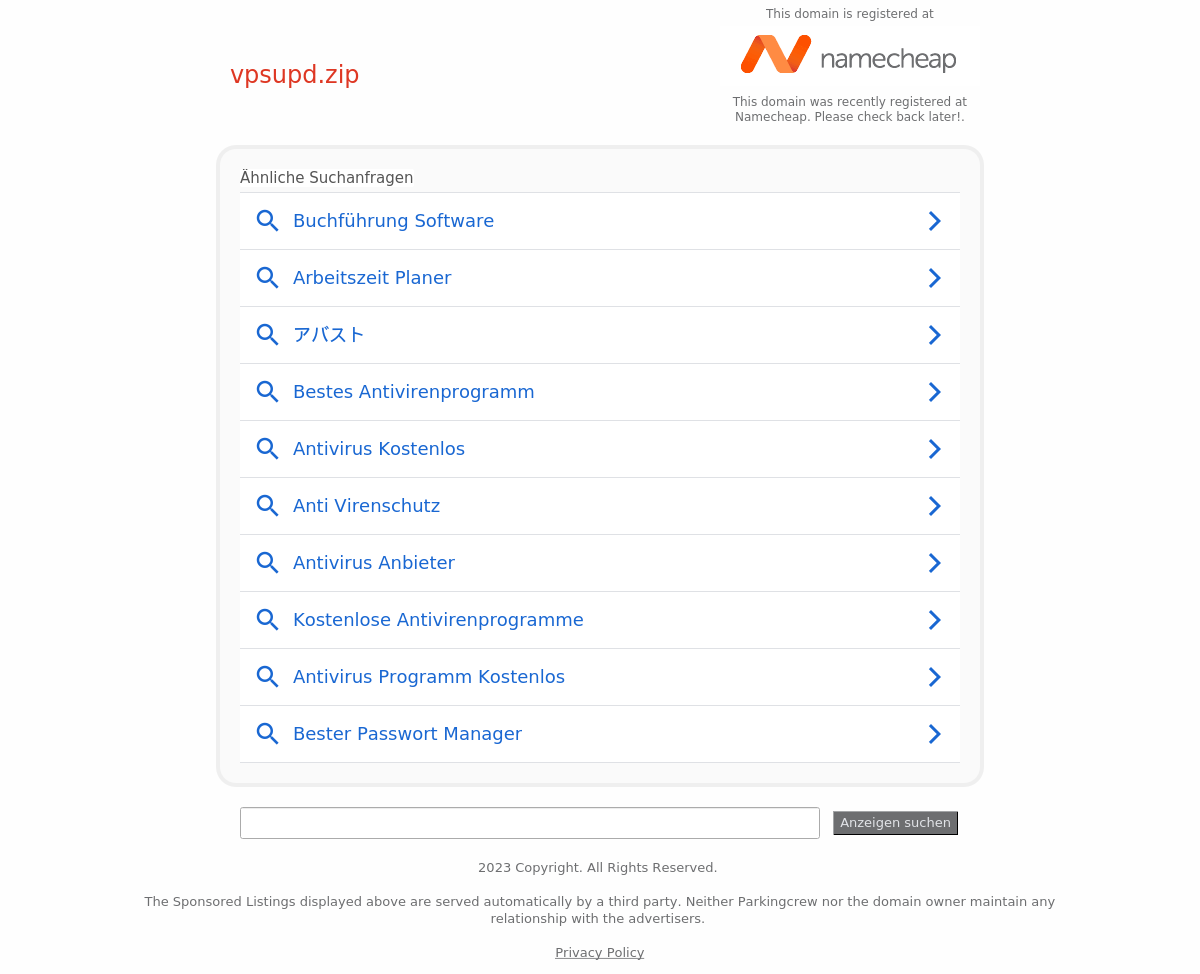 This domain is registered at
namecheap
vpsupd.zip
This domain was recently registered at
Namecheap. Please check back later!.
Ähnliche Suchanfragen
Buchführung Software
Arbeitszeit Planer
アバスト
Bestes Antivirenprogramm
Antivirus Kostenlos
Anti Virenschutz
Antivirus Anbieter
Kostenlose Antivirenprogramme
Antivirus Programm Kostenlos
Bester Passwort Manager
Anzeigen suchen
2023 Copyright. All Rights Reserved.
The Sponsored Listings displayed above are served automatically by a third party. Neither Parkingcrew nor the domain owner maintain any
relationship with the advertisers.
Privacy Policy